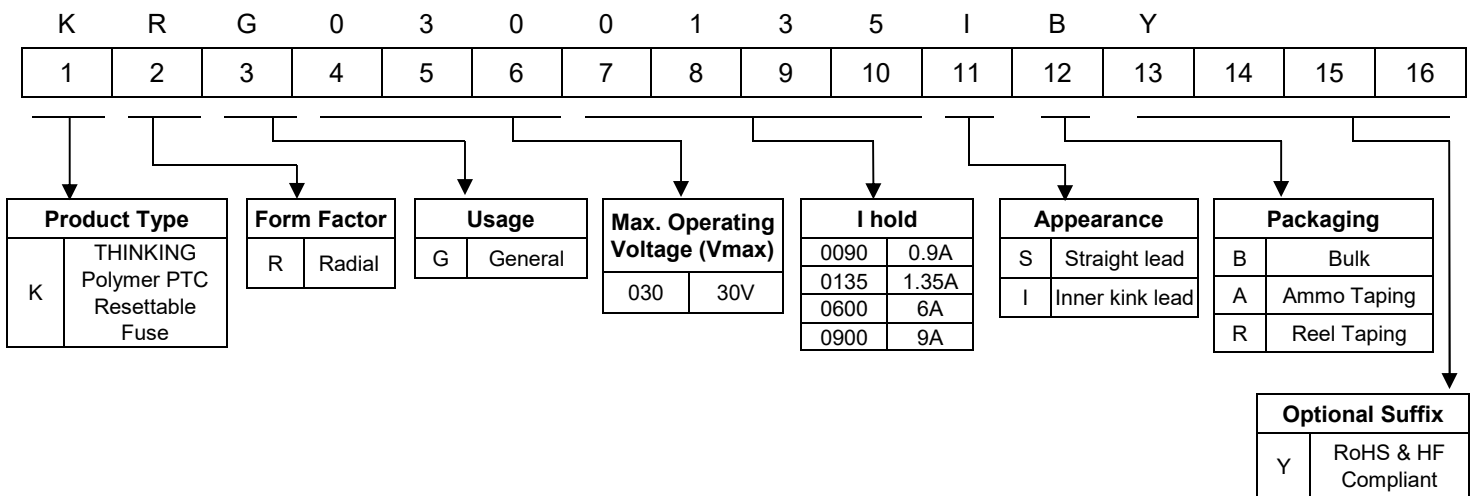 K R G 0 3 0 0 1 3 5 I B Y
1 2 3 4 5 6 7 8 9 10 11 12 13 14 15 16
Product Type
K THINKING
Polymer PTC
Resettable
Fuse
Form Factor
R Radial
Usage
G General
Max. Operating
Voltage (Vmax)
030 30V
I hold
0090 0.9A
0135 1.35A
0600 6A
0900 9A
Appearance
S Straight lead
I Inner kink lead
Packaging
B Bulk
A Ammo Taping
R Reel Taping
Optional Suffix
Y RoHS & HF
Compliant